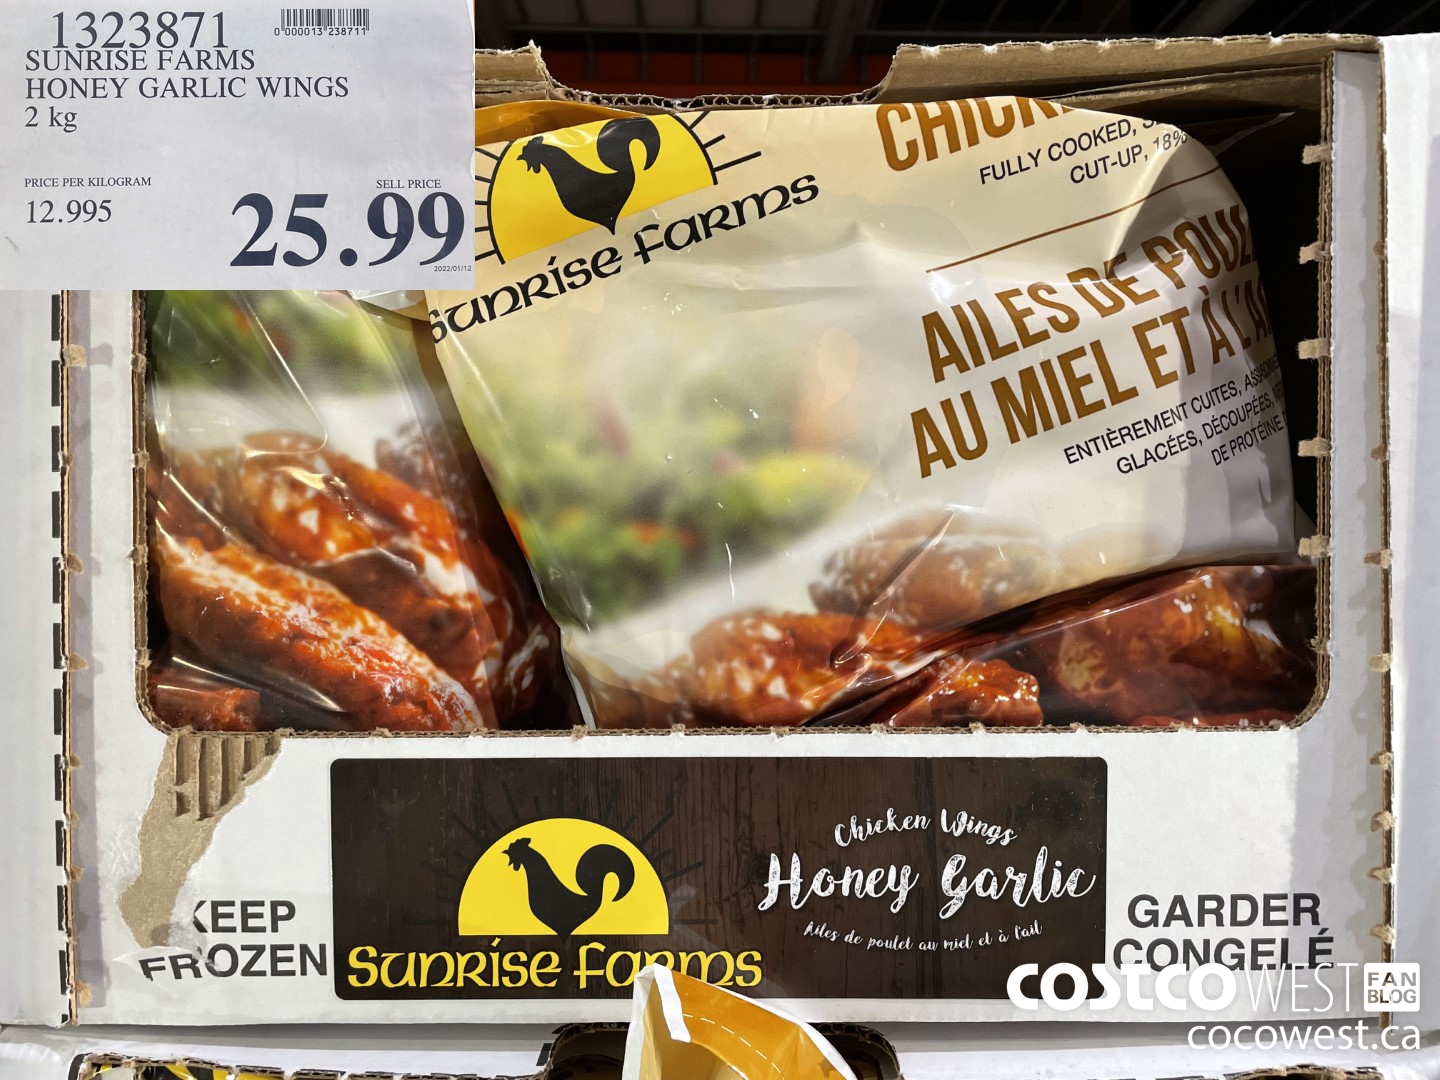 1323871
0 000013 238711
SUNRISE FARMS
HONEY GARLIC WINGS
2 kg
PRICE PER KILOGRAM
12.995
SELL PRICE
25.99
2022/01/12
Sunrise Farms
FULLY COOKED,
CUT-UP, 18%
AILES DE
AU MIEL ET À
ENTIÈREMENT CUITES,
GLACÉES, DÉCOUPÉES,
DE PROTÉINE
KEEP
FROZEN
Sunrise Farms
Chicken Wings
Honey Garlic
Ailes de poulet au miel et à l'ail
GARDER
CONGELÉ
COSTCO WEST FAN BLOG
cocowest.ca